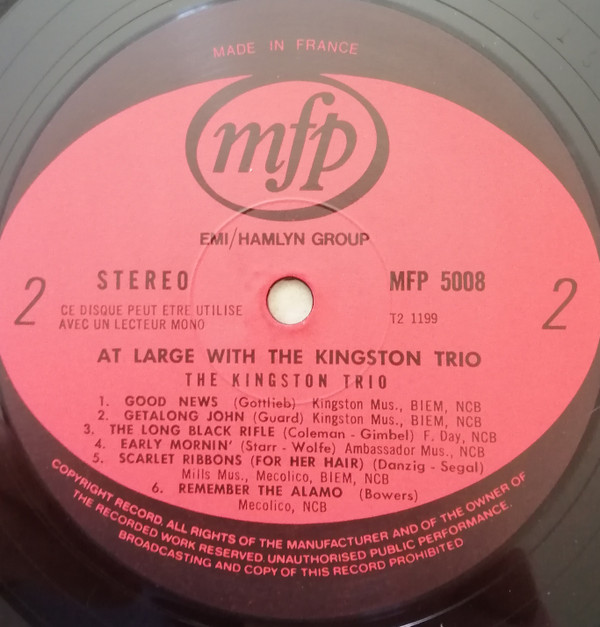 MADE IN FRANCE
mfp
EMI/HAMLYN GROUP
STEREO
MFP 5008
2
CE DISQUE PEUT ETRE UTILISE
AVEC UN LECTEUR MONO
T2 1199
2
AT LARGE WITH THE KINGSTON TRIO
THE KINGSTON TRIO
1. GOOD NEWS (Gottlieb) Kingston Mus., BIEM, NCB
2. GETALONG JOHN (Guard) Kingston Mus., BIEM, NCB
3. THE LONG BLACK RIFLE (Coleman - Gimbel) F. Day, NCB
4. EARLY MORNIN' (Starr - Wolfe) Ambassador Mus., NCB
5. SCARLET RIBBONS (FOR HER HAIR) (Danzig - Segal)
Mills Mus., Mecolico, BIEM, NCB
6. REMEMBER THE ALAMO (Bowers)
Mecolico, NCB
COPYRIGHT RECORD. ALL RIGHTS OF THE MANUFACTURER AND OF THE OWNER OF
THE RECORDED WORK RESERVED. UNAUTHORISED PUBLIC PERFORMANCE.
BROADCASTING AND COPY OF THIS RECORD PROHIBITED